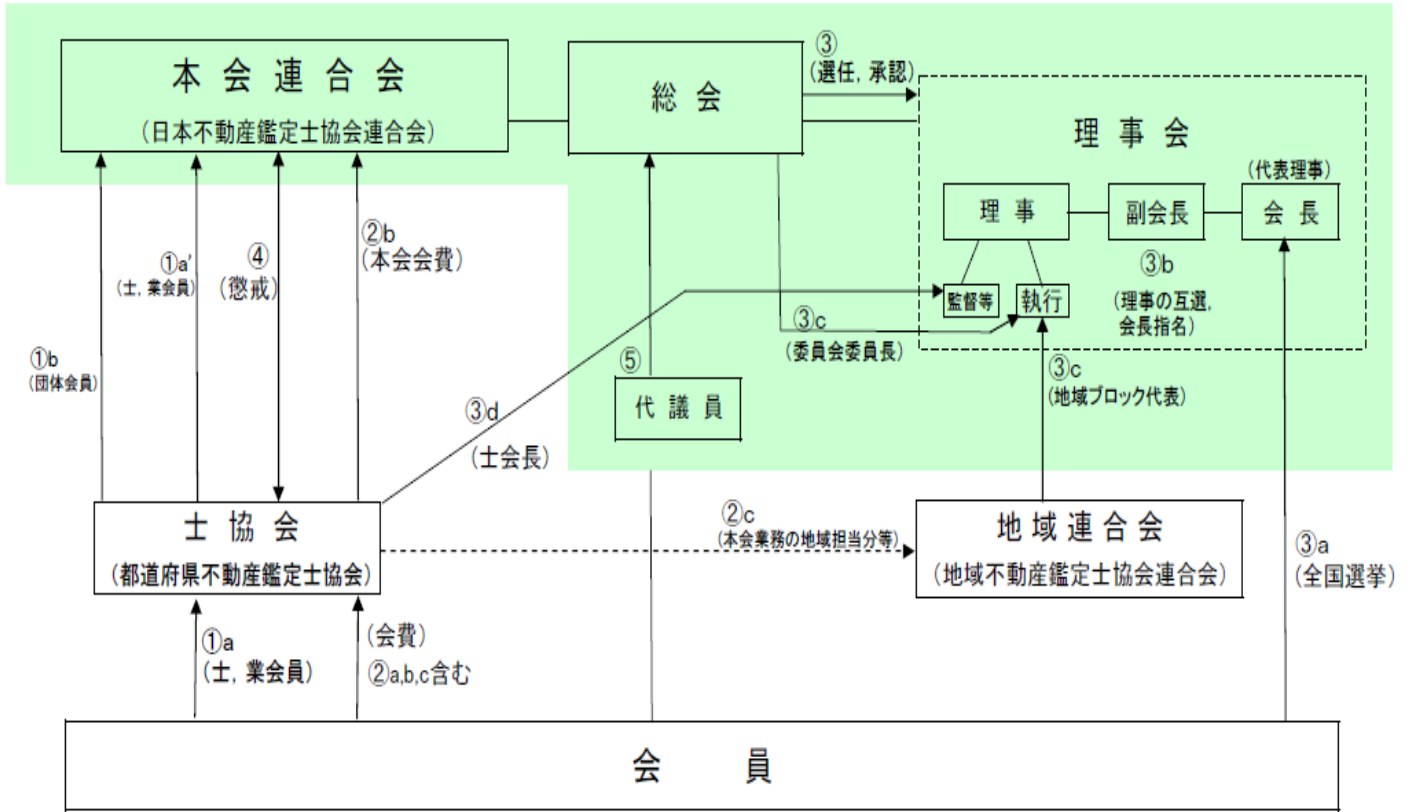 本会連合会
(日本不動産鑑定士協会連合会)
総会
③
(選任, 承認)
理事会
(代表理事)
理事
副会長
会長
監督等
執行
③b
(理事の互選,
会長指名)
①b
(団体会員)
①a'
(士, 業会員)
④
(懲戒)
②b
(本会会費)
③d
(士会長)
③c
(委員会委員長)
⑤
代議員
③c
(地域ブロック代表)
士協会
(都道府県不動産鑑定士協会)
②c
(本会業務の地域担当分等)
地域連合会
(地域不動産鑑定士協会連合会)
③a
(全国選挙)
①a
(士, 業会員)
(会費)
②a,b,c含む
会員